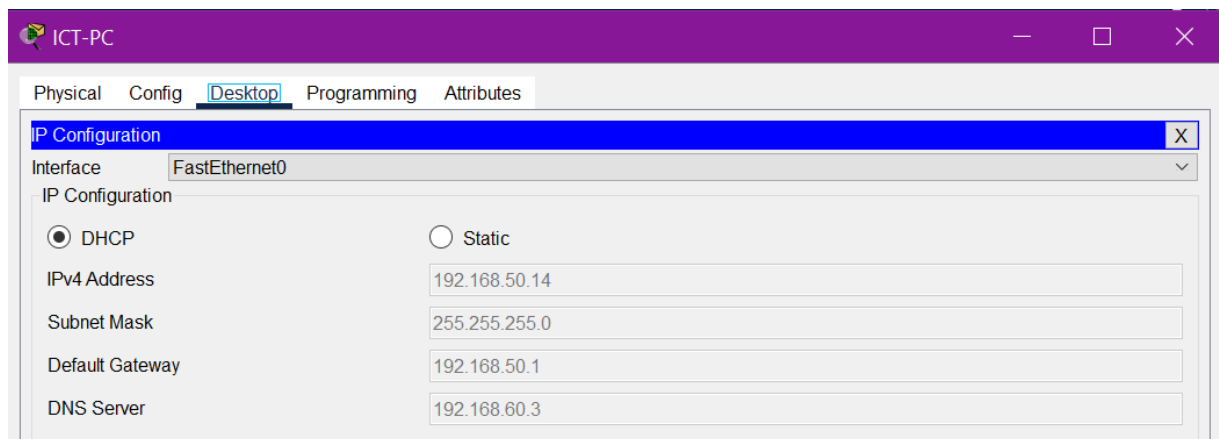 ICT-PC
Physical Config Desktop Programming Attributes
IP Configuration X
Interface FastEthernet0
IP Configuration
DHCP Static
IPv4 Address 192.168.50.14
Subnet Mask 255.255.255.0
Default Gateway 192.168.50.1
DNS Server 192.168.60.3